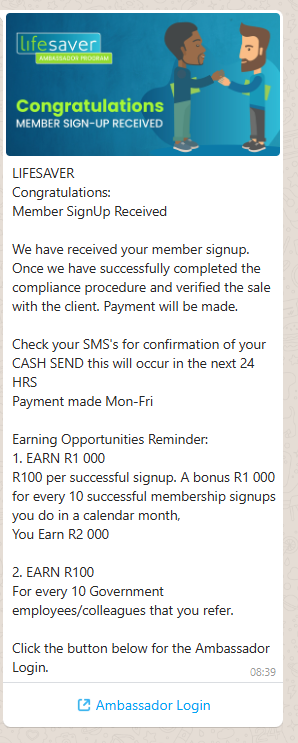 lifesaver
AMBASSADOR PROGRAM
Congratulations
MEMBER SIGN-UP RECEIVED
LIFESAVER
Congratulations:
Member SignUp Received
We have received your member signup.
Once we have successfully completed the
compliance procedure and verified the sale
with the client. Payment will be made.
Check your SMS's for confirmation of your
CASH SEND this will occur in the next 24
HRS
Payment made Mon-Fri
Earning Opportunities Reminder:
1. EARN R1 000
R100 per successful signup. A bonus R1 000
for every 10 successful membership signups
you do in a calendar month,
You Earn R2 000
2. EARN R100
For every 10 Government
employees/colleagues that you refer.
Click the button below for the Ambassador
Login.
08:39
Ambassador Login